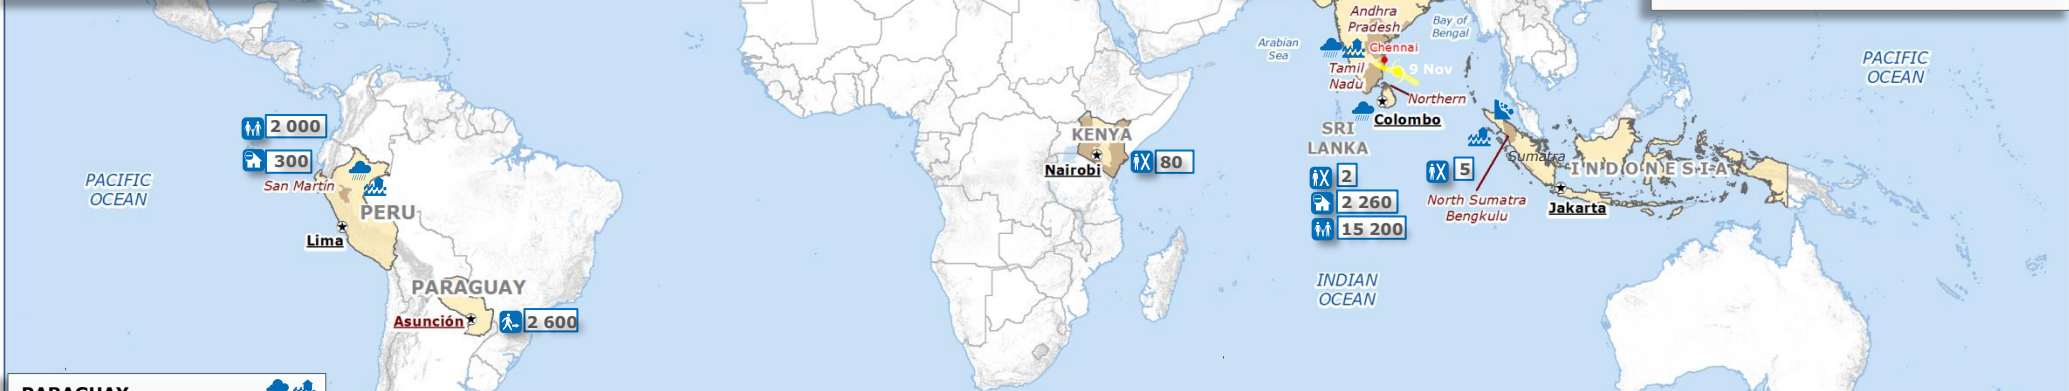 Andhra
Pradesh
Bay of
Bengal
Arabian
Sea
Chennai
PACIFIC
OCEAN
9 Nov
Tamil
Nadu
Northern
Colombo
2 000
KENYA
SRI
LANKA
300
Nairobi
80
Sumatra
INDONESIA
PACIFIC
OCEAN
San Martin
2
5
2 260
North Sumatra
Bengkulu
Jakarta
PERU
15 200
Lima
INDIAN
OCEAN
PARAGUAY
Asunción
2 600
PARAGUAY